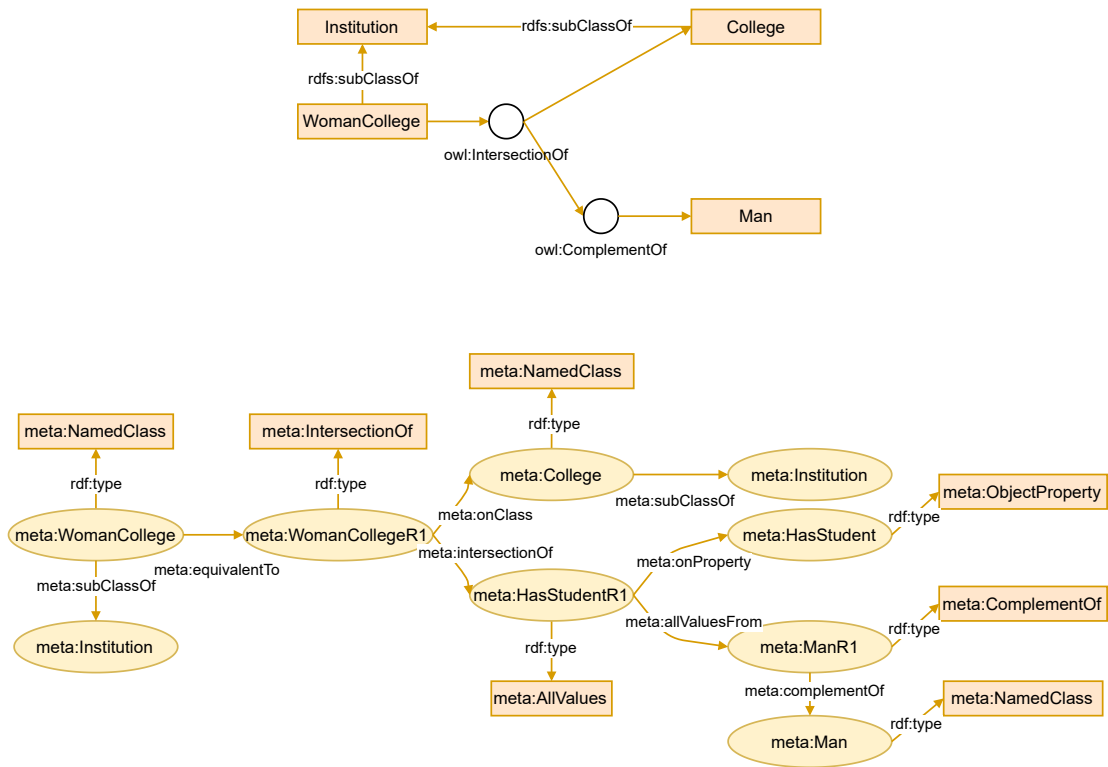 Institution
rdfs:subClassOf
College
rdfs:subClassOf
WomanCollege
owl:IntersectionOf
Man
owl:ComplementOf
meta:NamedClass
meta:NamedClass
meta:IntersectionOf
rdf:type
meta:College
meta:Institution
rdf:type
rdf:type
meta:subClassOf
meta:ObjectProperty
meta:onClass
rdf:type
meta:WomanCollege
meta:WomanCollegeR1
meta:HasStudent
meta:intersectionOf
meta:onProperty
meta:equivalentTo
meta:subClassOf
meta:HasStudentR1
meta:ComplementOf
meta:allValuesFrom
rdf:type
meta:Institution
rdf:type
meta:ManR1
meta:complementOf
meta:AllValues
meta:NamedClass
rdf:type
meta:Man